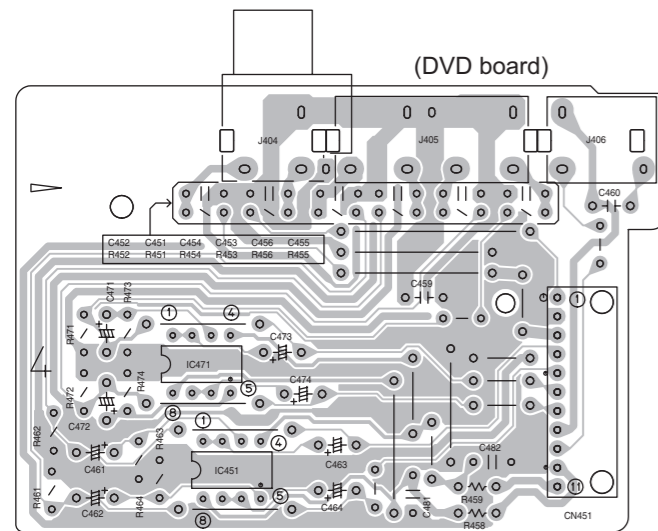 (DVD board)
J404
J405
J406
C460
C452 C451 C454 C453 C456 C455
R452 R451 R454 R453 R456 R455
C459
C471
R473
R471
1
4
1
C473
IC471
R472
R474
C474
5
C472
8
1
4
R462
R463
C461
C463
C482
IC451
R461
C462
R464
5
8
C464
C481
R459
R458
11
CN451